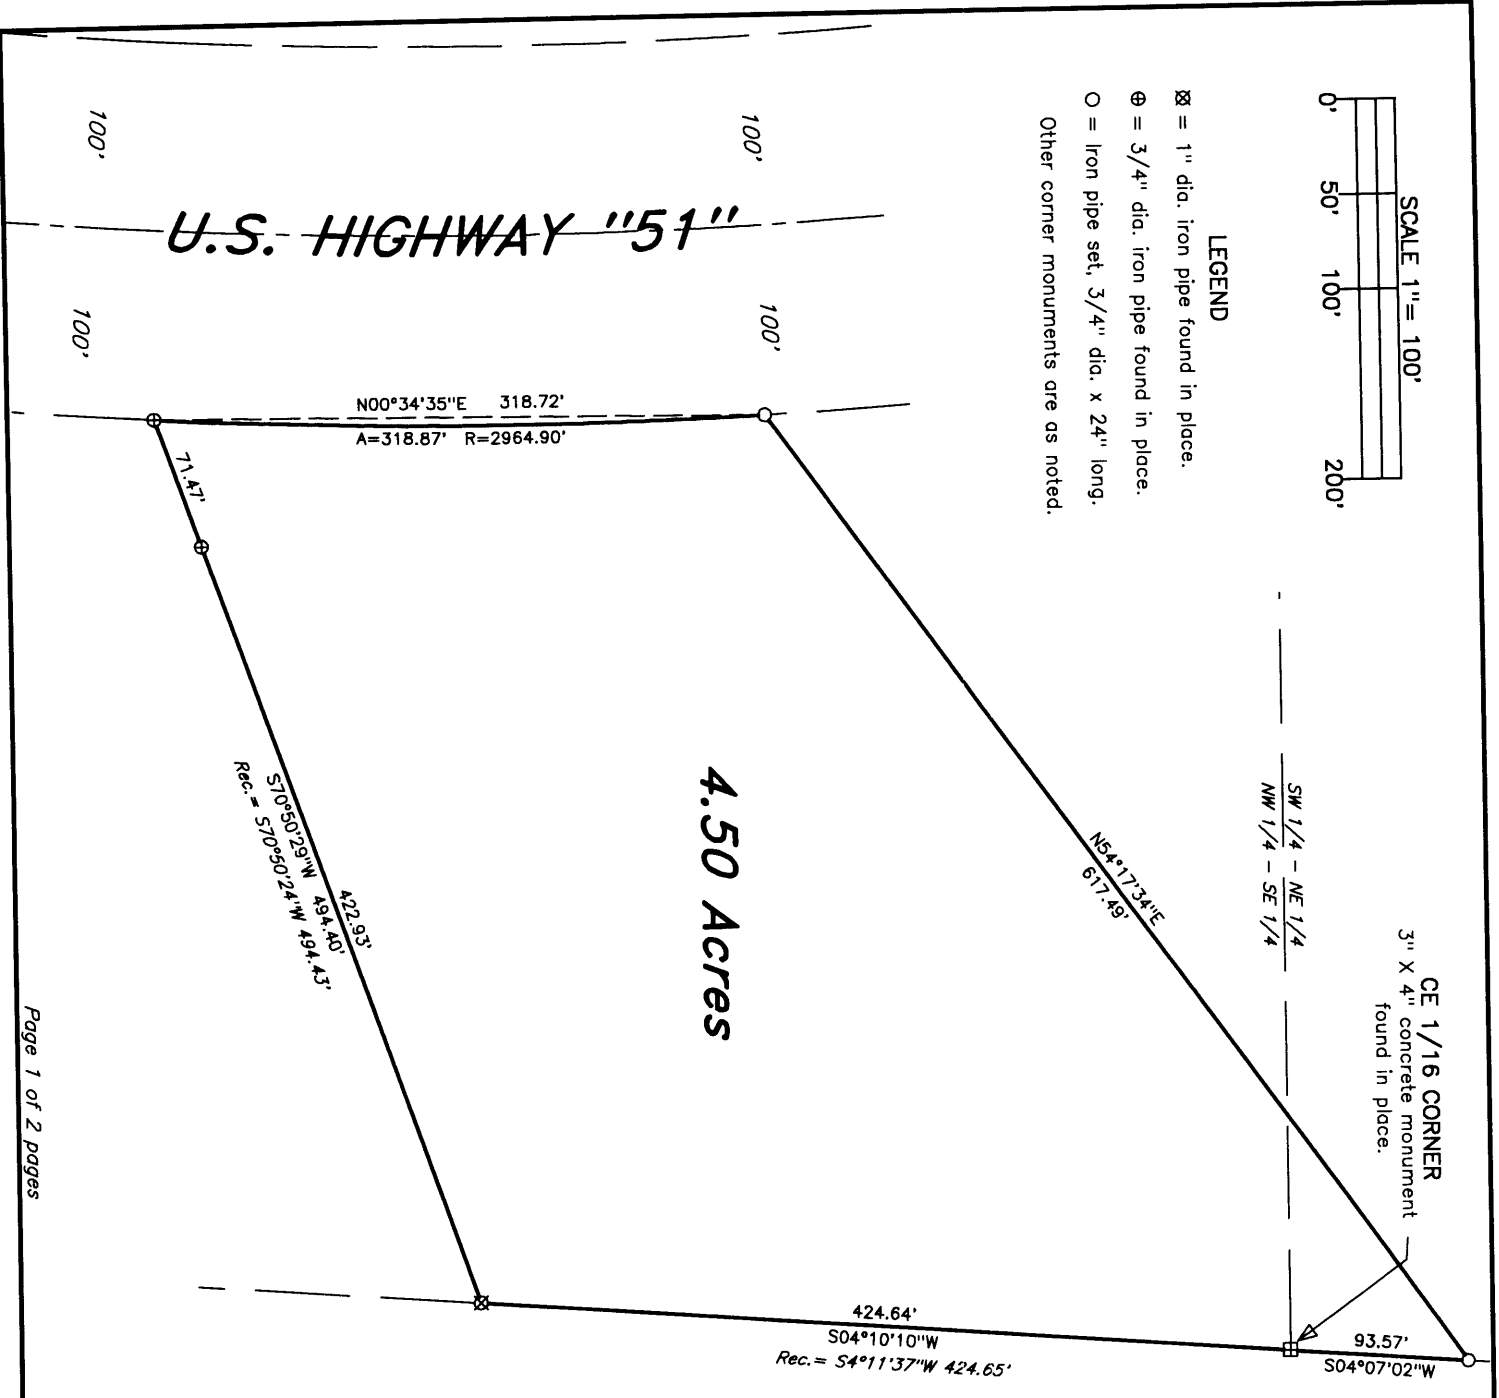 SCALE 1"= 100'
0' 50' 100' 200'
LEGEND
= 1" dia. iron pipe found in place.
= 3/4" dia. iron pipe found in place.
= Iron pipe set, 3/4" dia. x 24" long.
Other corner monuments are as noted.
100'
100'
U.S. HIGHWAY "51"
100'
100'
N00°34'35"E 318.72'
A=318.87' R=2964.90'
71.47'
422.93'
S70°50'29"W 494.40'
Rec.= S70°50'24"W 494.43'
4.50 Acres
N54°17'34"E
617.49'
SW 1/4 - NE 1/4
NW 1/4 - SE 1/4
CE 1/16 CORNER
3" X 4" concrete monument
found in place.
93.57'
S04°07'02"W
424.64'
S04°10'10"W
Rec.= S4°11'37"W 424.65'
Page 1 of 2 pages